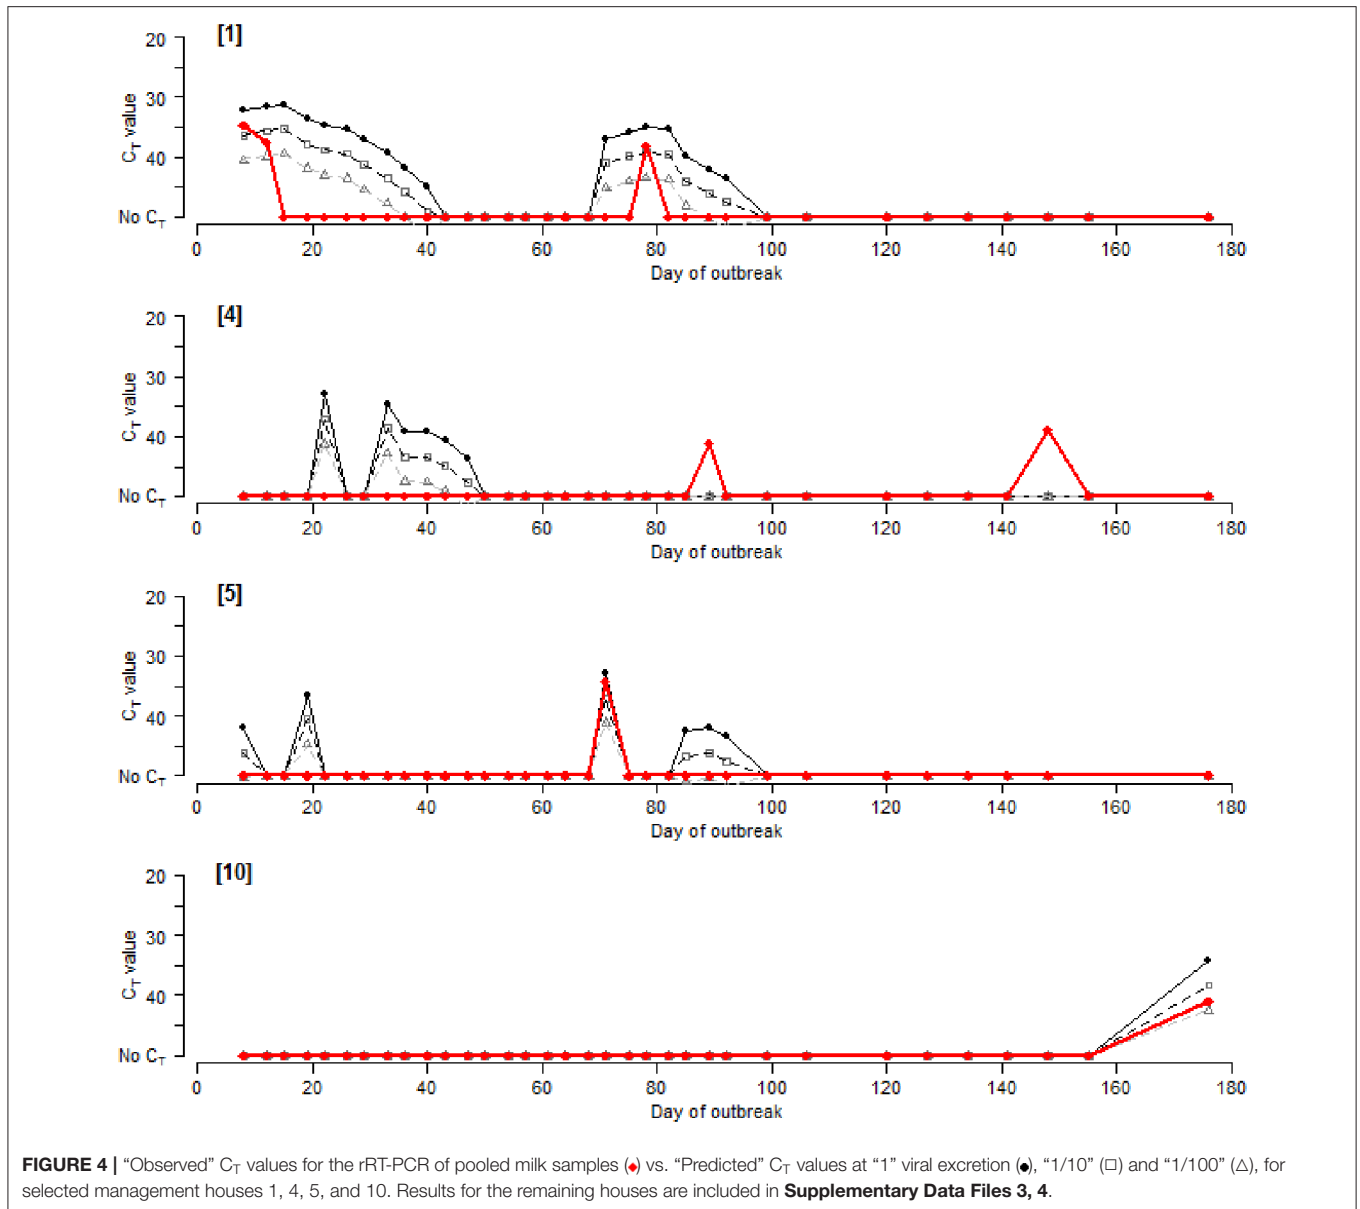 [1]
20
30
40
No CT
CT value
0 20 40 60 80 100 120 140 160 180
Day of outbreak
[4]
20
30
40
No CT
CT value
0 20 40 60 80 100 120 140 160 180
Day of outbreak
[5]
20
30
40
No CT
CT value
0 20 40 60 80 100 120 140 160 180
Day of outbreak
[10]
20
30
40
No CT
CT value
0 20 40 60 80 100 120 140 160 180
Day of outbreak
FIGURE 4 | “Observed” CT values for the rRT-PCR of pooled milk samples (♦) vs. “Predicted” CT values at “1” viral excretion (●), “1/10” (□) and “1/100” (△), for
selected management houses 1, 4, 5, and 10. Results for the remaining houses are included in Supplementary Data Files 3, 4.